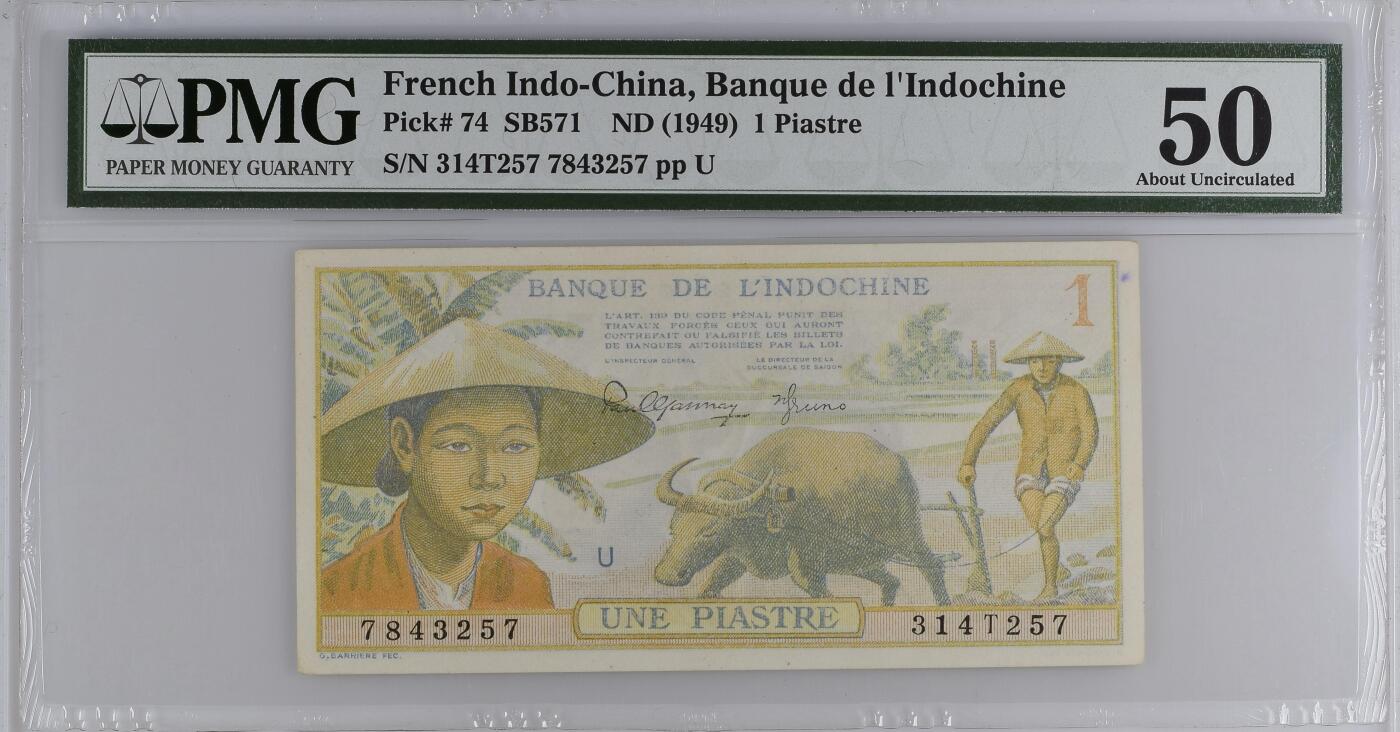 PMG
PAPER MONEY GUARANTY
French Indo-China, Banque de l'Indochine
Pick# 74 SB571 ND (1949) 1 Piastre
S/N 314T257 7843257 pp U
50
About Uncirculated
BANQUE DE L'INDOCHINE
1
L'ART. 139 DU CODE PÉNAL PUNIT DES
TRAVAUX FORCÉS CEUX QUI AURONT
CONTREFAIT OU FALSIFIÉ LES BILLETS
DE BANQUES AUTORISÉES PAR LA LOI.
L'INSPECTEUR GÉNÉRAL
LE DIRECTEUR DE LA
SUCCURSALE DE SAIGON
U
UNE PIASTRE
7843257
314T257
G. BARRIÈRE FEC.